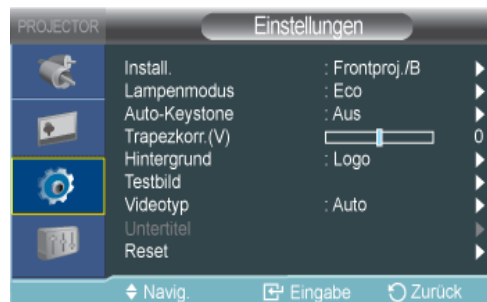 PROJECTOR
Einstellungen
Install. : Frontproj./B
Lampenmodus : Eco
Auto-Keystone : Aus
Trapezkorr.(V) 0
Hintergrund : Logo
Testbild
Videotyp : Auto
Untertitel
Reset
Navig. Eingabe Zurück